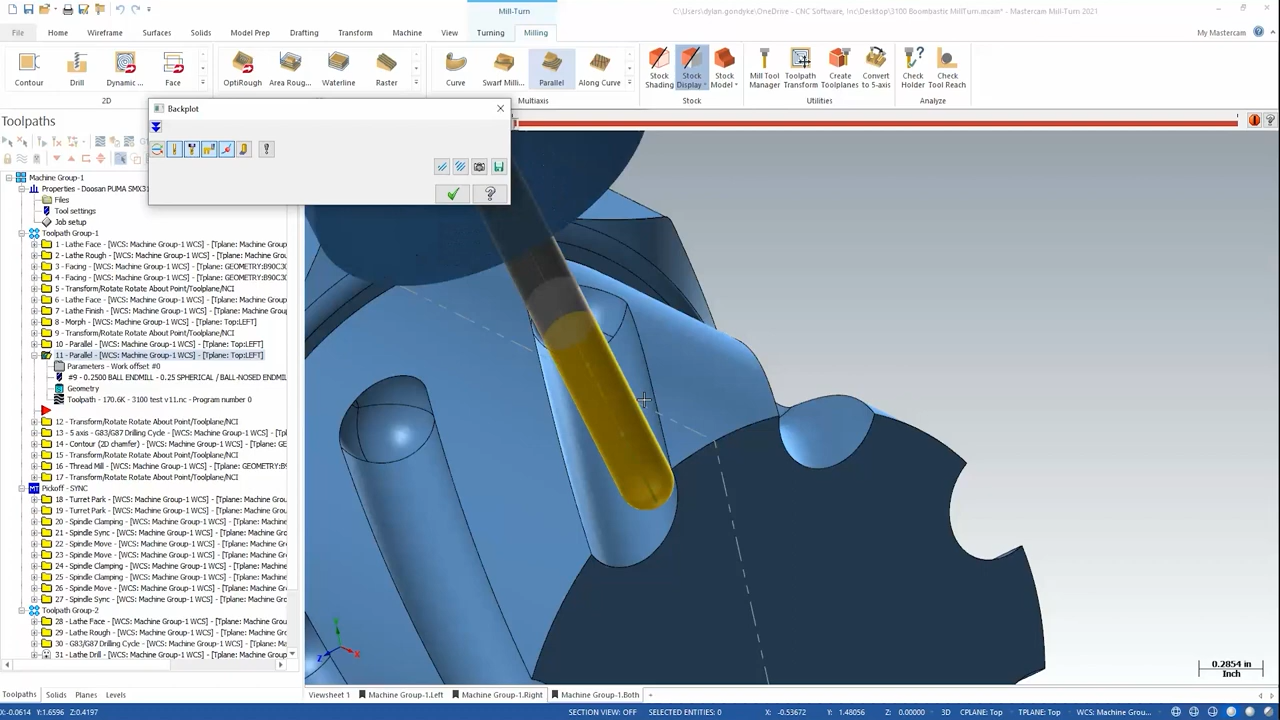 Mill-Turn
C:\Users\dylan.gondyke\OneDrive - CNC Software, Inc\Desktop\3100 Boombastic MillTurn.mcam* - Mastercam Mill-Turn 2021
File
Home
Wireframe
Surfaces
Solids
Model Prep
Drafting
Transform
Machine
View
Turning
Milling
My Mastercam
Contour
Drill
Dynamic ...
Face
OptiRough
Area Roug...
Waterline
Raster
Curve
Swarf Milli...
Parallel
Along Curve
Stock Shading
Stock Display
Stock Model
Mill Tool Manager
Toolpath Transform
Create Toolplanes
Convert to 5-axis
Check Holder
Check Tool Reach
2D
Multiaxis
Stock
Utilities
Analyze
Toolpaths
Backplot
Machine Group-1
Properties - Doosan PUMA SMX31
Files
Tool settings
Job setup
Toolpath Group-1
1 - Lathe Face - [WCS: Machine Group-1 WCS] - [Tplane: Machine Group
2 - Lathe Rough - [WCS: Machine Group-1 WCS] - [Tplane: Machine Grou
3 - Facing - [WCS: Machine Group-1 WCS] - [Tplane: GEOMETRY:B90C30
4 - Facing - [WCS: Machine Group-1 WCS] - [Tplane: GEOMETRY:B90C30
5 - Transform/Rotate Rotate About Point/Toolplane/NCI
6 - Lathe Face - [WCS: Machine Group-1 WCS] - [Tplane: Machine Group
7 - Lathe Finish - [WCS: Machine Group-1 WCS] - [Tplane: Machine Grou
8 - Morph - [WCS: Machine Group-1 WCS] - [Tplane: Top:LEFT]
9 - Transform/Rotate Rotate About Point/Toolplane/NCI
10 - Parallel - [WCS: Machine Group-1 WCS] - [Tplane: Top:LEFT]
11 - Parallel - [WCS: Machine Group-1 WCS] - [Tplane: Top:LEFT]
Parameters - Work offset #0
#9 - 0.2500 BALL ENDMILL - 0.25 SPHERICAL / BALL-NOSED ENDMIL
Geometry
Toolpath - 170.6K - 3100 test v11.nc - Program number 0
12 - Transform/Rotate Rotate About Point/Toolplane/NCI
13 - 5 axis - G83/G87 Drilling Cycle - [WCS: Machine Group-1 WCS] - [Tp
14 - Contour (2D chamfer) - [WCS: Machine Group-1 WCS] - [Tplane: GE
15 - Transform/Rotate Rotate About Point/Toolplane/NCI
16 - Thread Mill - [WCS: Machine Group-1 WCS] - [Tplane: GEOMETRY:B9
17 - Transform/Rotate Rotate About Point/Toolplane/NCI
Pickoff - SYNC
18 - Turret Park - [WCS: Machine Group-1 WCS] - [Tplane: Machine Grou
19 - Turret Park - [WCS: Machine Group-1 WCS] - [Tplane: Machine Grou
20 - Spindle Clamping - [WCS: Machine Group-1 WCS] - [Tplane: Machine
21 - Spindle Sync - [WCS: Machine Group-1 WCS] - [Tplane: Machine Gro
22 - Spindle Move - [WCS: Machine Group-1 WCS] - [Tplane: Machine Gr
23 - Spindle Sync - [WCS: Machine Group-1 WCS] - [Tplane: Machine Gro
24 - Spindle Clamping - [WCS: Machine Group-1 WCS] - [Tplane: Machine
25 - Spindle Clamping - [WCS: Machine Group-1 WCS] - [Tplane: Machine
26 - Spindle Move - [WCS: Machine Group-1 WCS] - [Tplane: Machine Gr
27 - Spindle Sync - [WCS: Machine Group-1 WCS] - [Tplane: Machine Gro
Toolpath Group-2
28 - Lathe Face - [WCS: Machine Group-1 WCS] - [Tplane: Machine Group
29 - Lathe Rough - [WCS: Machine Group-1 WCS] - [Tplane: Machine Grou
30 - G83/G87 Drilling Cycle - [WCS: Machine Group-1 WCS] - [Tplane: Ma
31 - Lathe Drill - [WCS: Machine Group-1 WCS] - [Tplane: Machine Group
0.2854 in
Inch
Toolpaths
Solids
Planes
Levels
Viewsheet 1
Machine Group-1.Left
Machine Group-1.Right
Machine Group-1.Both
X:-0.0614 Y:1.6596 Z:0.4197
SECTION VIEW: OFF
SELECTED ENTITIES: 0
X: -0.53672
Y: 1.48056
Z: 0.00000
3D
CPLANE: Top
TPLANE: Top
WCS: Machine Grou...